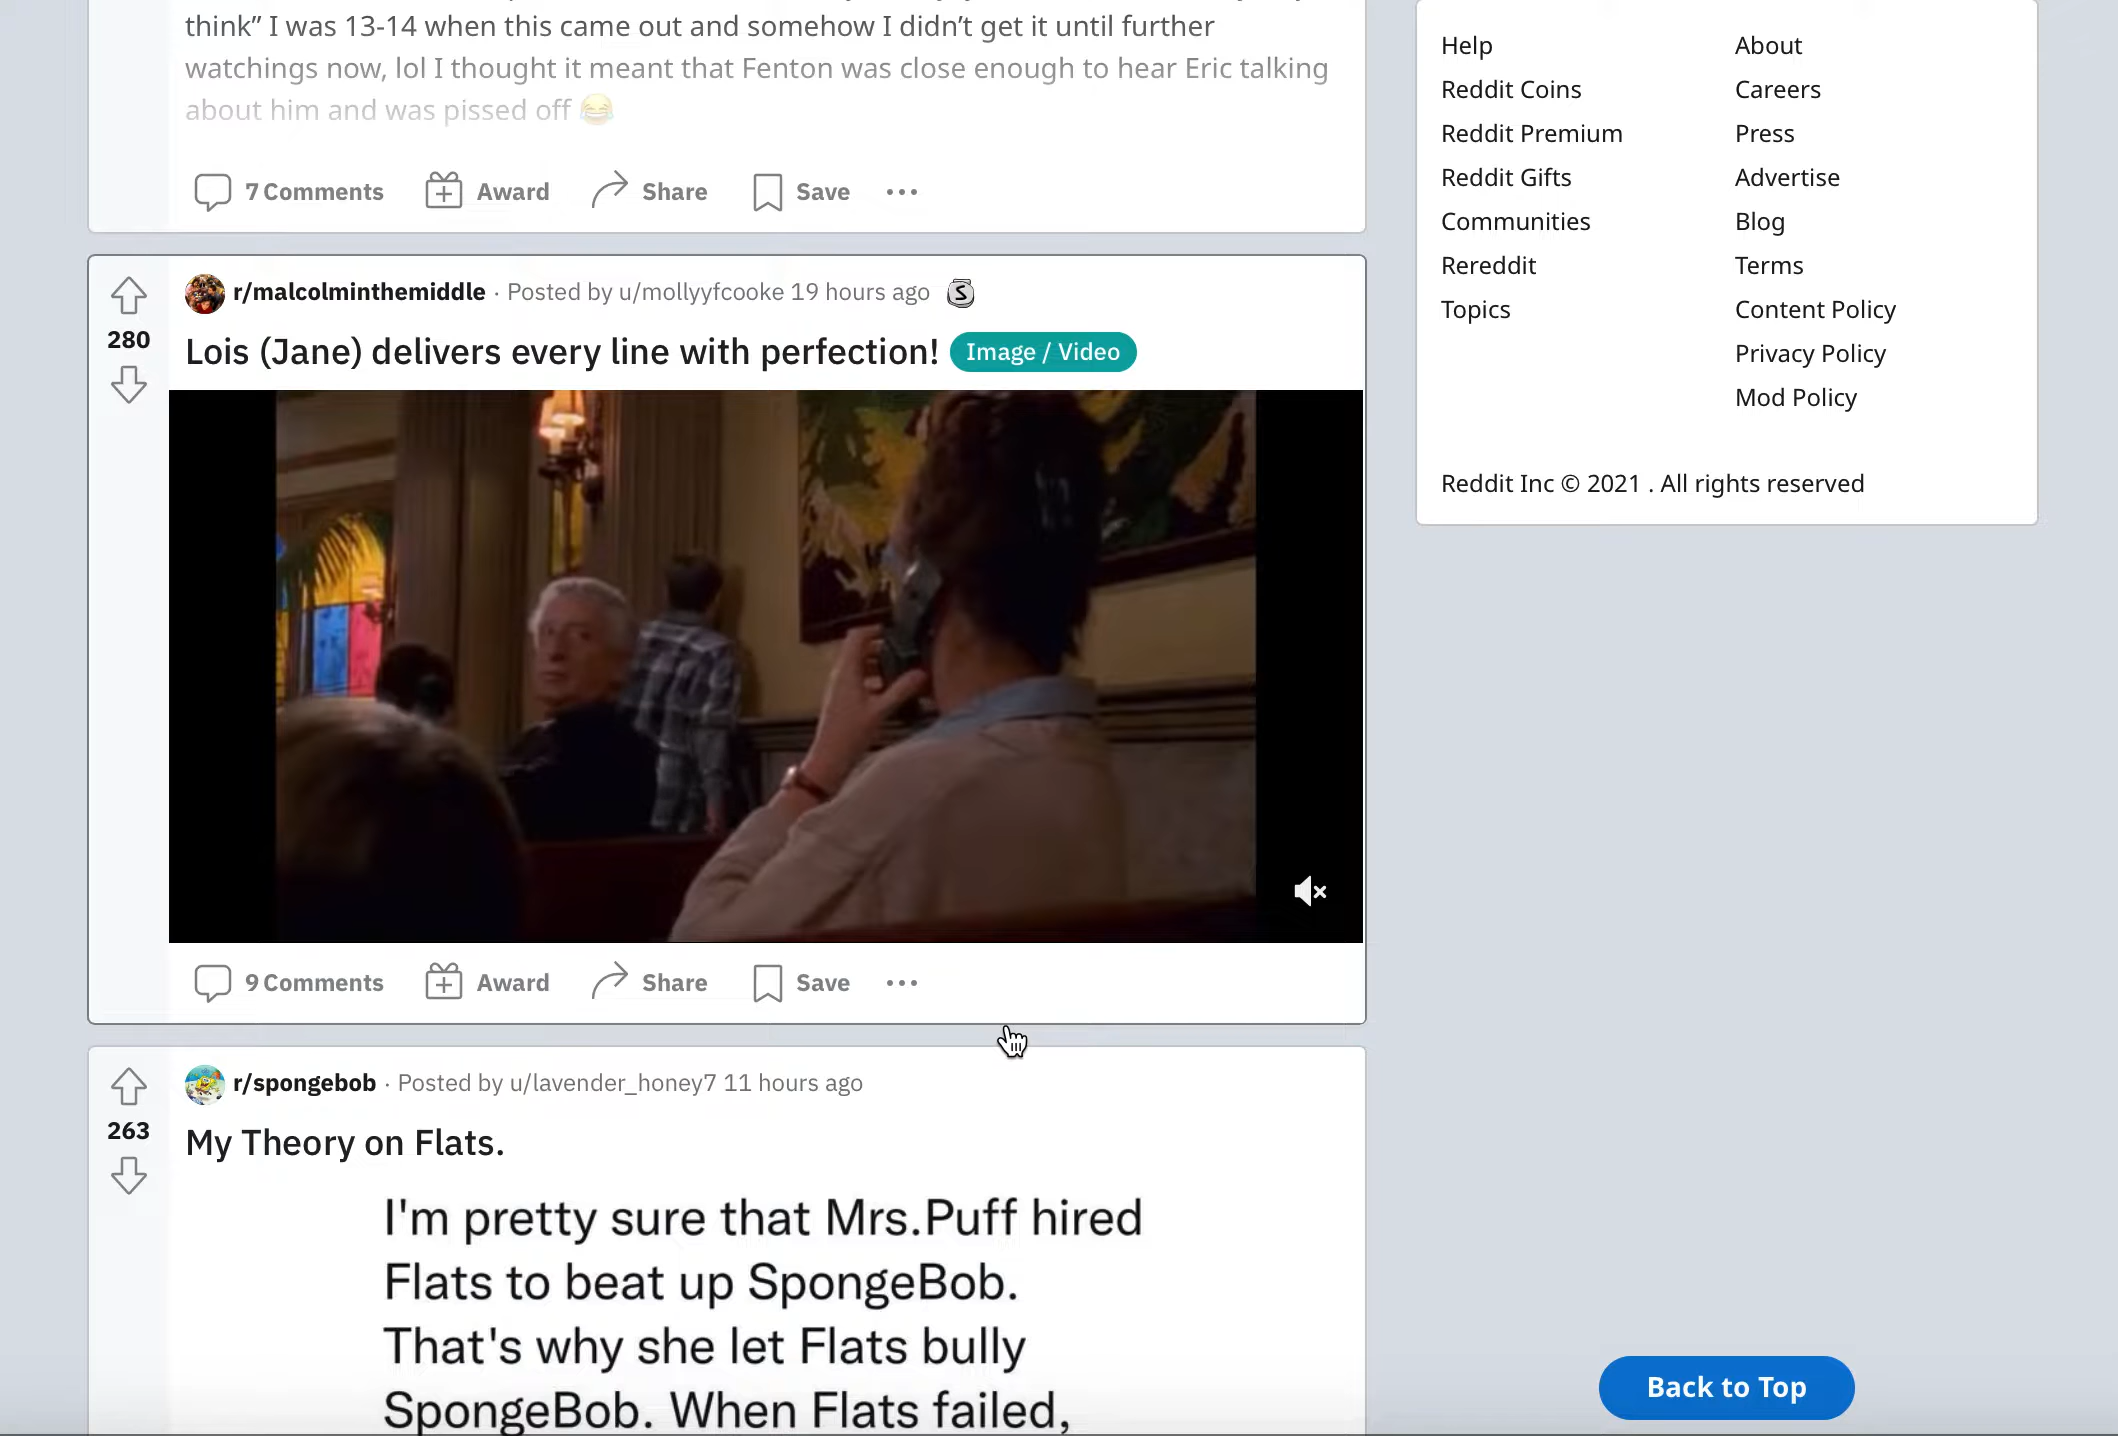 think” I was 13-14 when this came out and somehow I didn’t get it until further
watchings now, lol I thought it meant that Fenton was close enough to hear Eric talking
about him and was pissed off 😂
7 Comments Award Share Save
r/malcolminthemiddle · Posted by u/mollyyfcooke 19 hours ago S
280
Lois (Jane) delivers every line with perfection! Image / Video
9 Comments Award Share Save
r/spongebob · Posted by u/lavender_honey7 11 hours ago
263
My Theory on Flats.
I'm pretty sure that Mrs.Puff hired
Flats to beat up SpongeBob.
That's why she let Flats bully
SpongeBob. When Flats failed,
Help About
Reddit Coins Careers
Reddit Premium Press
Reddit Gifts Advertise
Communities Blog
Rereddit Terms
Topics Content Policy
Privacy Policy
Mod Policy
Reddit Inc © 2021 . All rights reserved
Back to Top